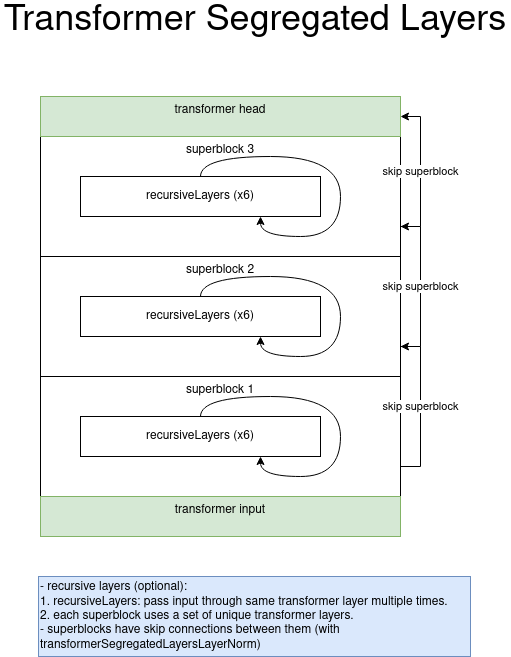 Transformer Segregated Layers
transformer head
superblock 3
skip superblock
recursiveLayers (x6)
superblock 2
skip superblock
recursiveLayers (x6)
superblock 1
skip superblock
recursiveLayers (x6)
transformer input
- recursive layers (optional):
1. recursiveLayers: pass input through same transformer layer multiple times.
2. each superblock uses a set of unique transformer layers.
- superblocks have skip connections between them (with
transformerSegregatedLayersLayerNorm)